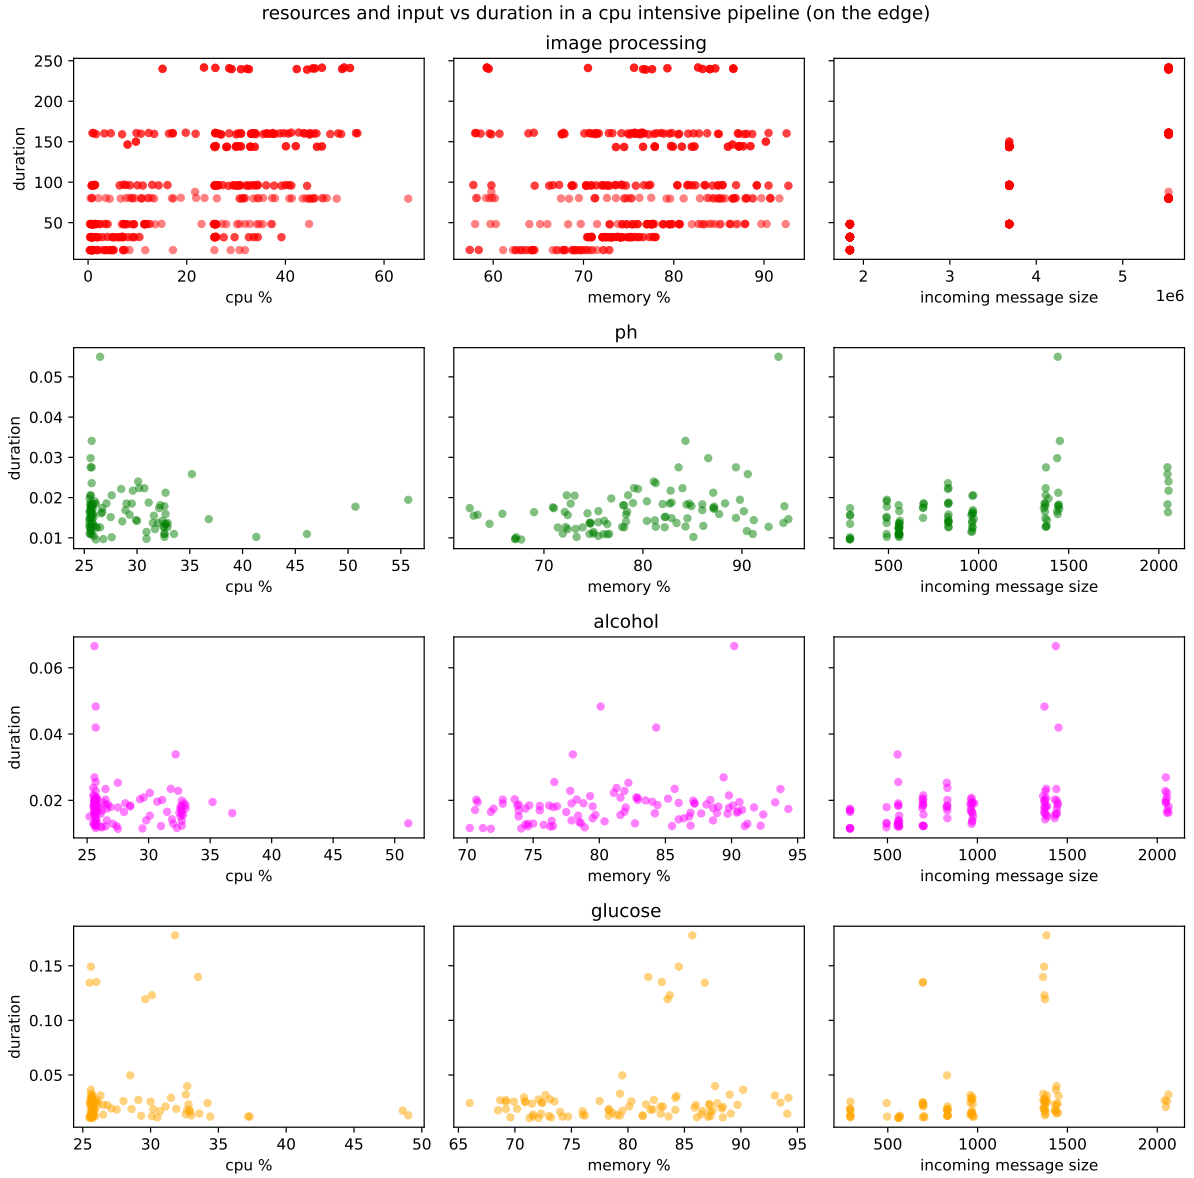 resources and input vs duration in a cpu intensive pipeline (on the edge)
image processing
duration
250
200
150
100
50
0 20 40 60
cpu %
60 70 80 90
memory %
2 3 4 5
1e6
incoming message size
ph
duration
0.05
0.04
0.03
0.02
0.01
25 30 35 40 45 50 55
cpu %
70 80 90
memory %
500 1000 1500 2000
incoming message size
alcohol
duration
0.06
0.04
0.02
25 30 35 40 45 50
cpu %
70 75 80 85 90 95
memory %
500 1000 1500 2000
incoming message size
glucose
duration
0.15
0.10
0.05
25 30 35 40 45 50
cpu %
65 70 75 80 85 90 95
memory %
500 1000 1500 2000
incoming message size